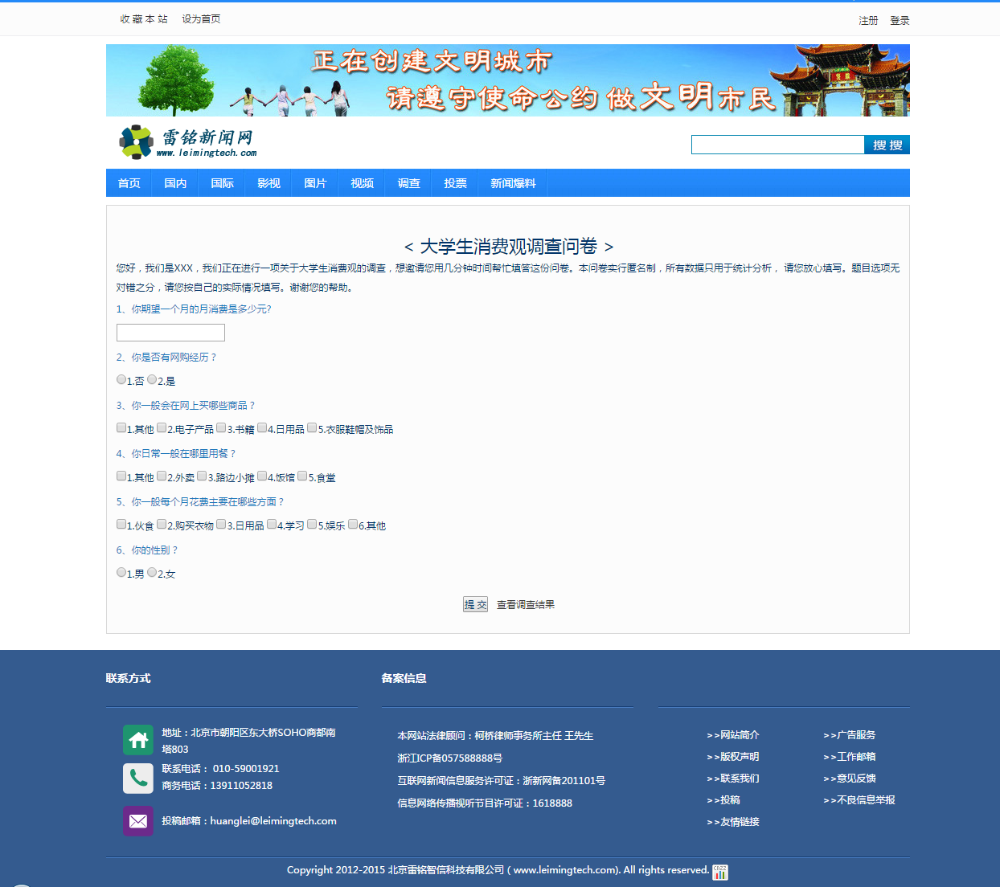 收 藏 本 站 设为首页
注册 登录
正在创建文明城市
请遵守使命公约 做文明市民
雷铭新闻网
www.leimingtech.com
搜 搜
首页 国内 国际 影视 图片 视频 调查 投票 新闻爆料
< 大学生消费观调查问卷 >
您好，我们是XXX，我们正在进行一项关于大学生消费观的调查，想邀请您用几分钟时间帮忙填答这份问卷。本问卷实行匿名制，所有数据只用于统计分析， 请您放心填写。题目选项无
对错之分，请您按自己的实际情况填写。谢谢您的帮助。
1、你期望一个月的月消费是多少元?
2、你是否有网购经历？
1.否 2.是
3、你一般会在网上买哪些商品？
1.其他 2.电子产品 3.书籍 4.日用品 5.衣服鞋帽及饰品
4、你日常一般在哪里用餐？
1.其他 2.外卖 3.路边小摊 4.饭馆 5.食堂
5、你一般每个月花费主要在哪些方面？
1.伙食 2.购买衣物 3.日用品 4.学习 5.娱乐 6.其他
6、你的性别？
1.男 2.女
提 交 查看调查结果
联系方式
地址：北京市朝阳区东大桥SOHO商都南
塔803
联系电话： 010-59001921
商务电话：13911052818
投稿邮箱：huanglei@leimingtech.com
备案信息
本网站法律顾问：柯桥律师事务所主任 王先生
浙江ICP备057588888号
互联网新闻信息服务许可证：浙新网备201101号
信息网络传播视听节目许可证：1618888
>>网站简介 >>广告服务
>>版权声明 >>工作邮箱
>>联系我们 >>意见反馈
>>投稿 >>不良信息举报
>>友情链接
Copyright 2012-2015 北京雷铭智信科技有限公司（www.leimingtech.com). All rights reserved.
CNZZ